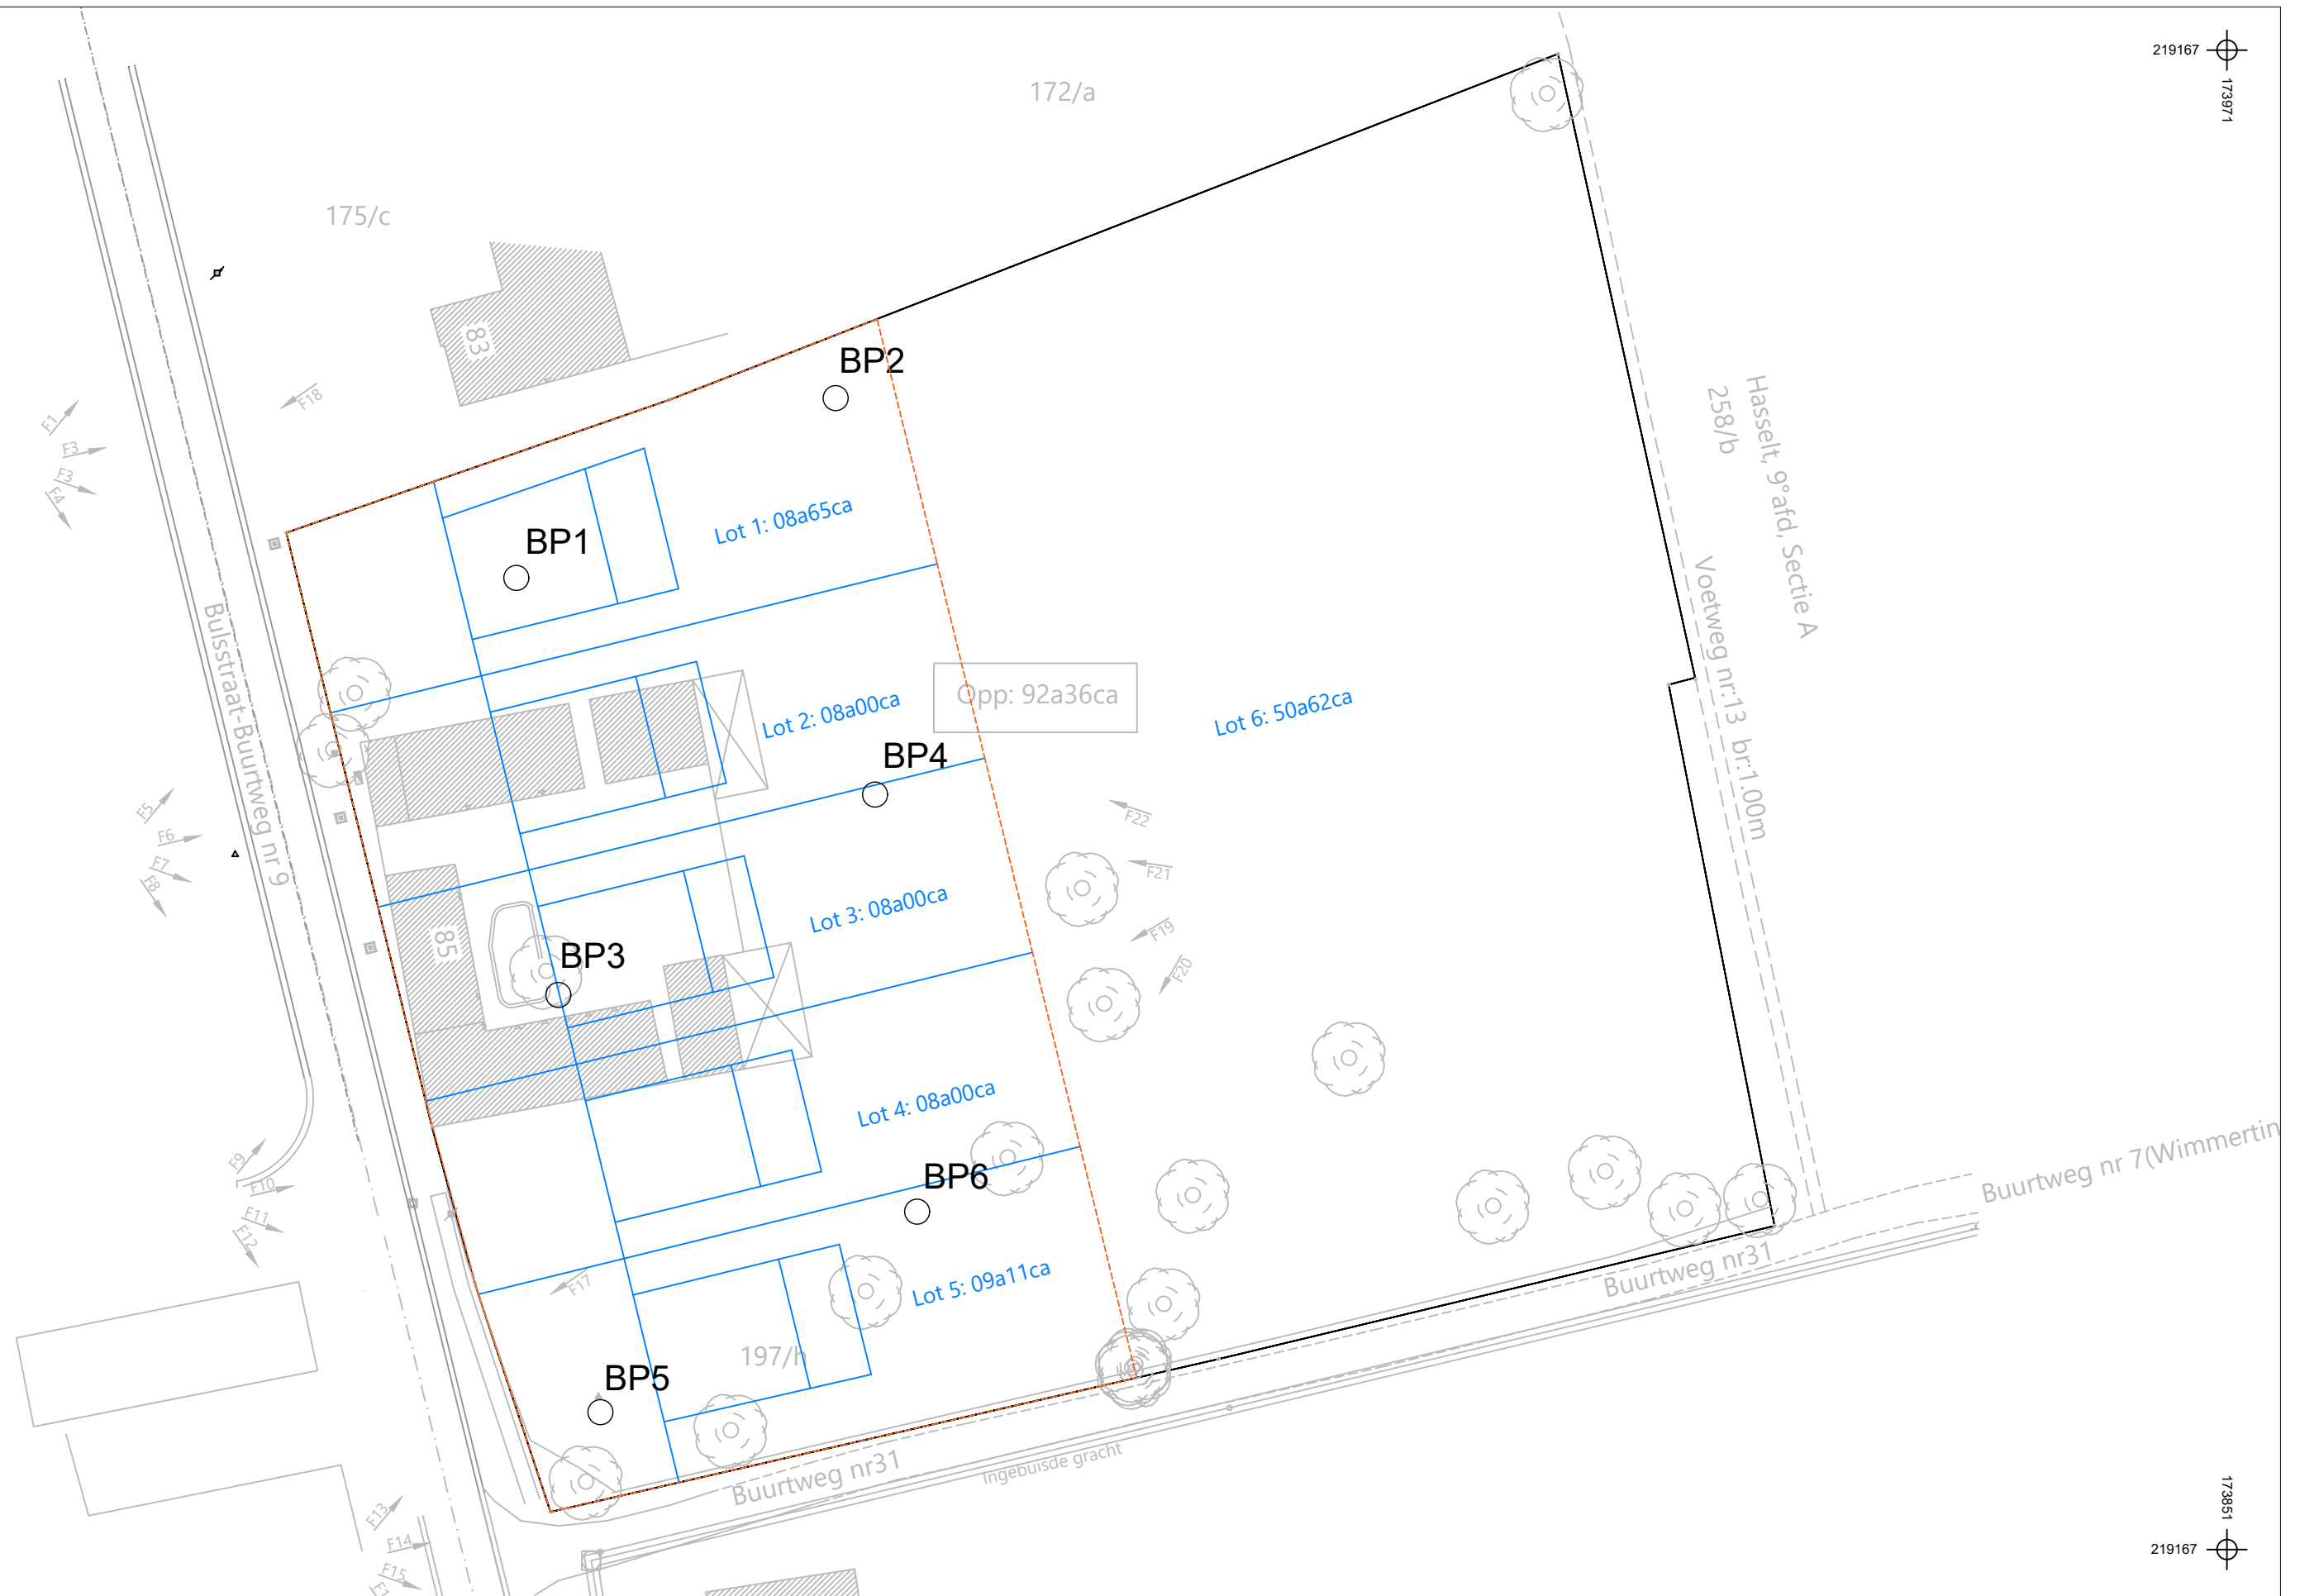 219167
173971
172/a
175/c
83
F18
F1
F3
F3
F4
BP2
BP1
Lot 1: 08a65ca
Hasselt, 9°afd, Sectie A
258/b
Bulsstraat-Buurtweg nr 9
Voetweg nr:13 br:1.00m
Opp: 92a36ca
Lot 2: 08a00ca
Lot 6: 50a62ca
BP4
F5
F6
F7
F8
F22
F21
F19
F20
Lot 3: 08a00ca
85
BP3
Lot 4: 08a00ca
BP6
F9
F10
F11
F12
F17
Buurtweg nr 7(Wimmertin
Buurtweg nr31
Lot 5: 09a11ca
197/h
BP5
Buurtweg nr31
Ingebuisde gracht
F13
F14
F15
173851
219167